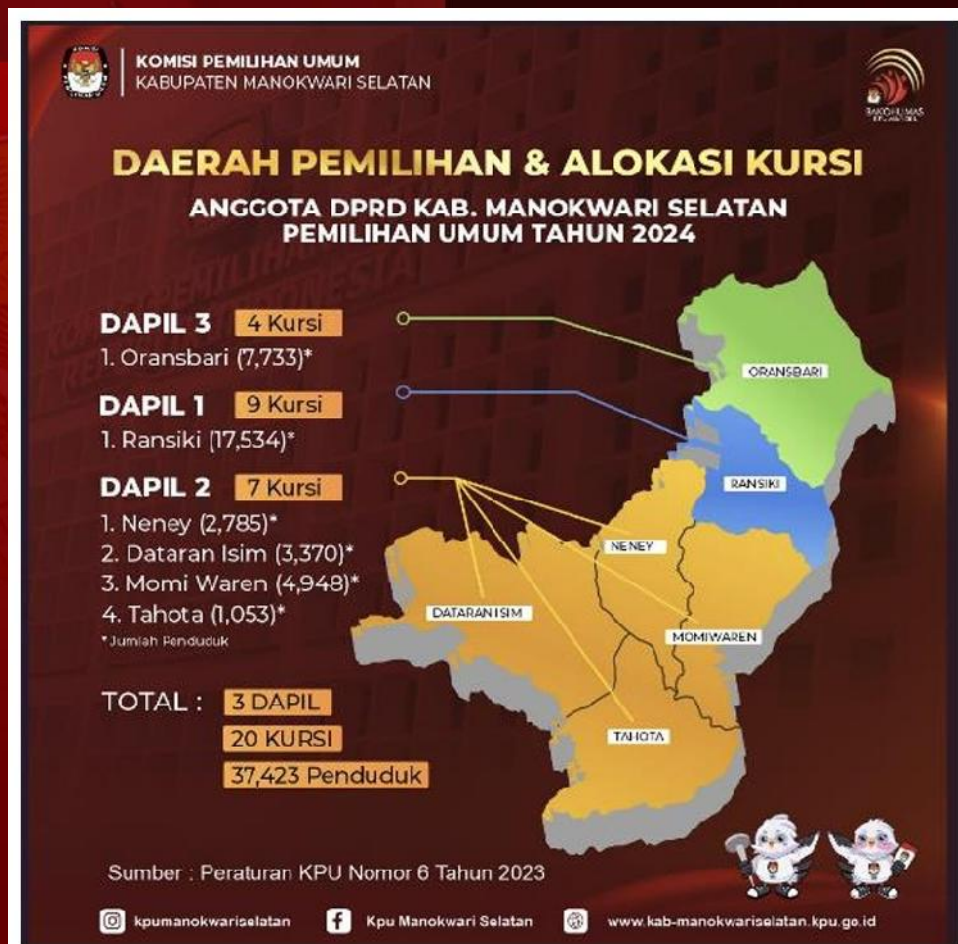 KOMISI PEMILIHAN UMUM
KABUPATEN MANOKWARI SELATAN
BAKOHUMAS
DAERAH PEMILIHAN & ALOKASI KURSI
ANGGOTA DPRD KAB. MANOKWARI SELATAN
PEMILIHAN UMUM TAHUN 2024
DAPIL 3 4 Kursi
1. Oransbari (7,733)*
DAPIL 1 9 Kursi
1. Ransiki (17,534)*
DAPIL 2 7 Kursi
1. Neney (2,785)*
2. Dataran Isim (3,370)*
3. Momi Waren (4,948)*
4. Tahota (1,053)*
*Jumlah Penduduk
TOTAL : 3 DAPIL
20 KURSI
37,423 Penduduk
ORANSBARI
RANSIKI
NENEY
DATARAN ISIM
MOMIWAREN
TAHOTA
Sumber : Peraturan KPU Nomor 6 Tahun 2023
kpumanokwariselatan
Kpu Manokwari Selatan
www.kab-manokwariselatan.kpu.go.id